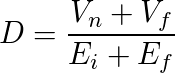 D = \frac{V_n + V_f}{E_i + E_f}